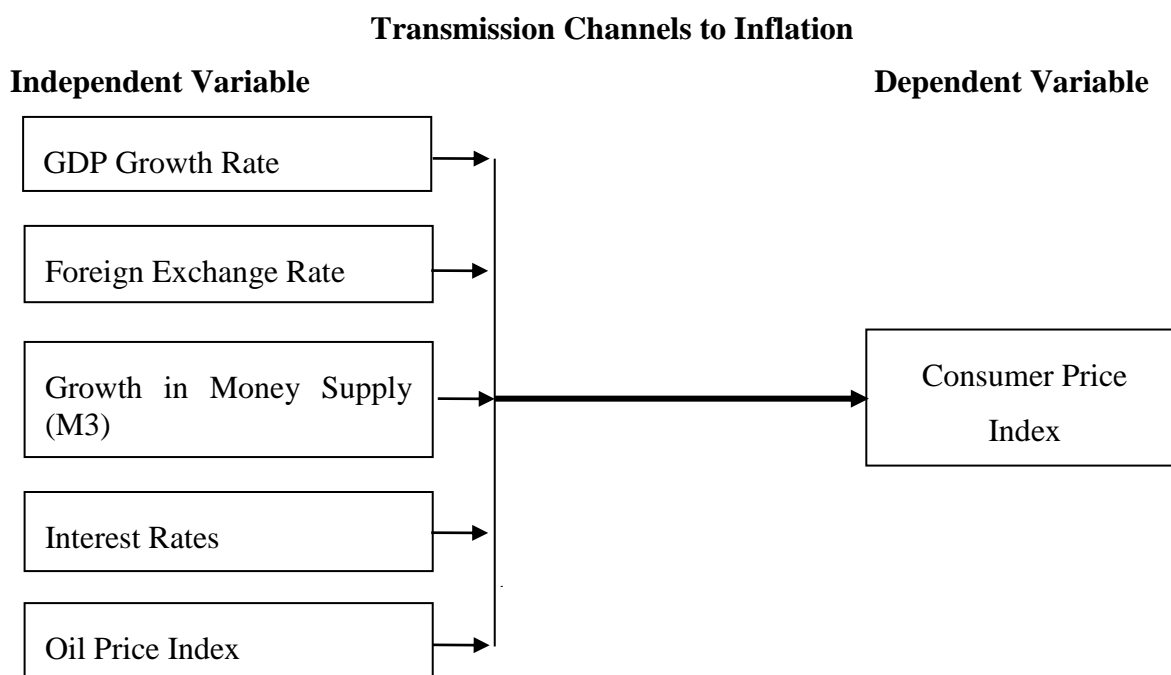 Transmission Channels to Inflation
Independent Variable
Dependent Variable
GDP Growth Rate
Foreign Exchange Rate
Growth in Money Supply
(M3)
Interest Rates
Oil Price Index
Consumer Price
Index